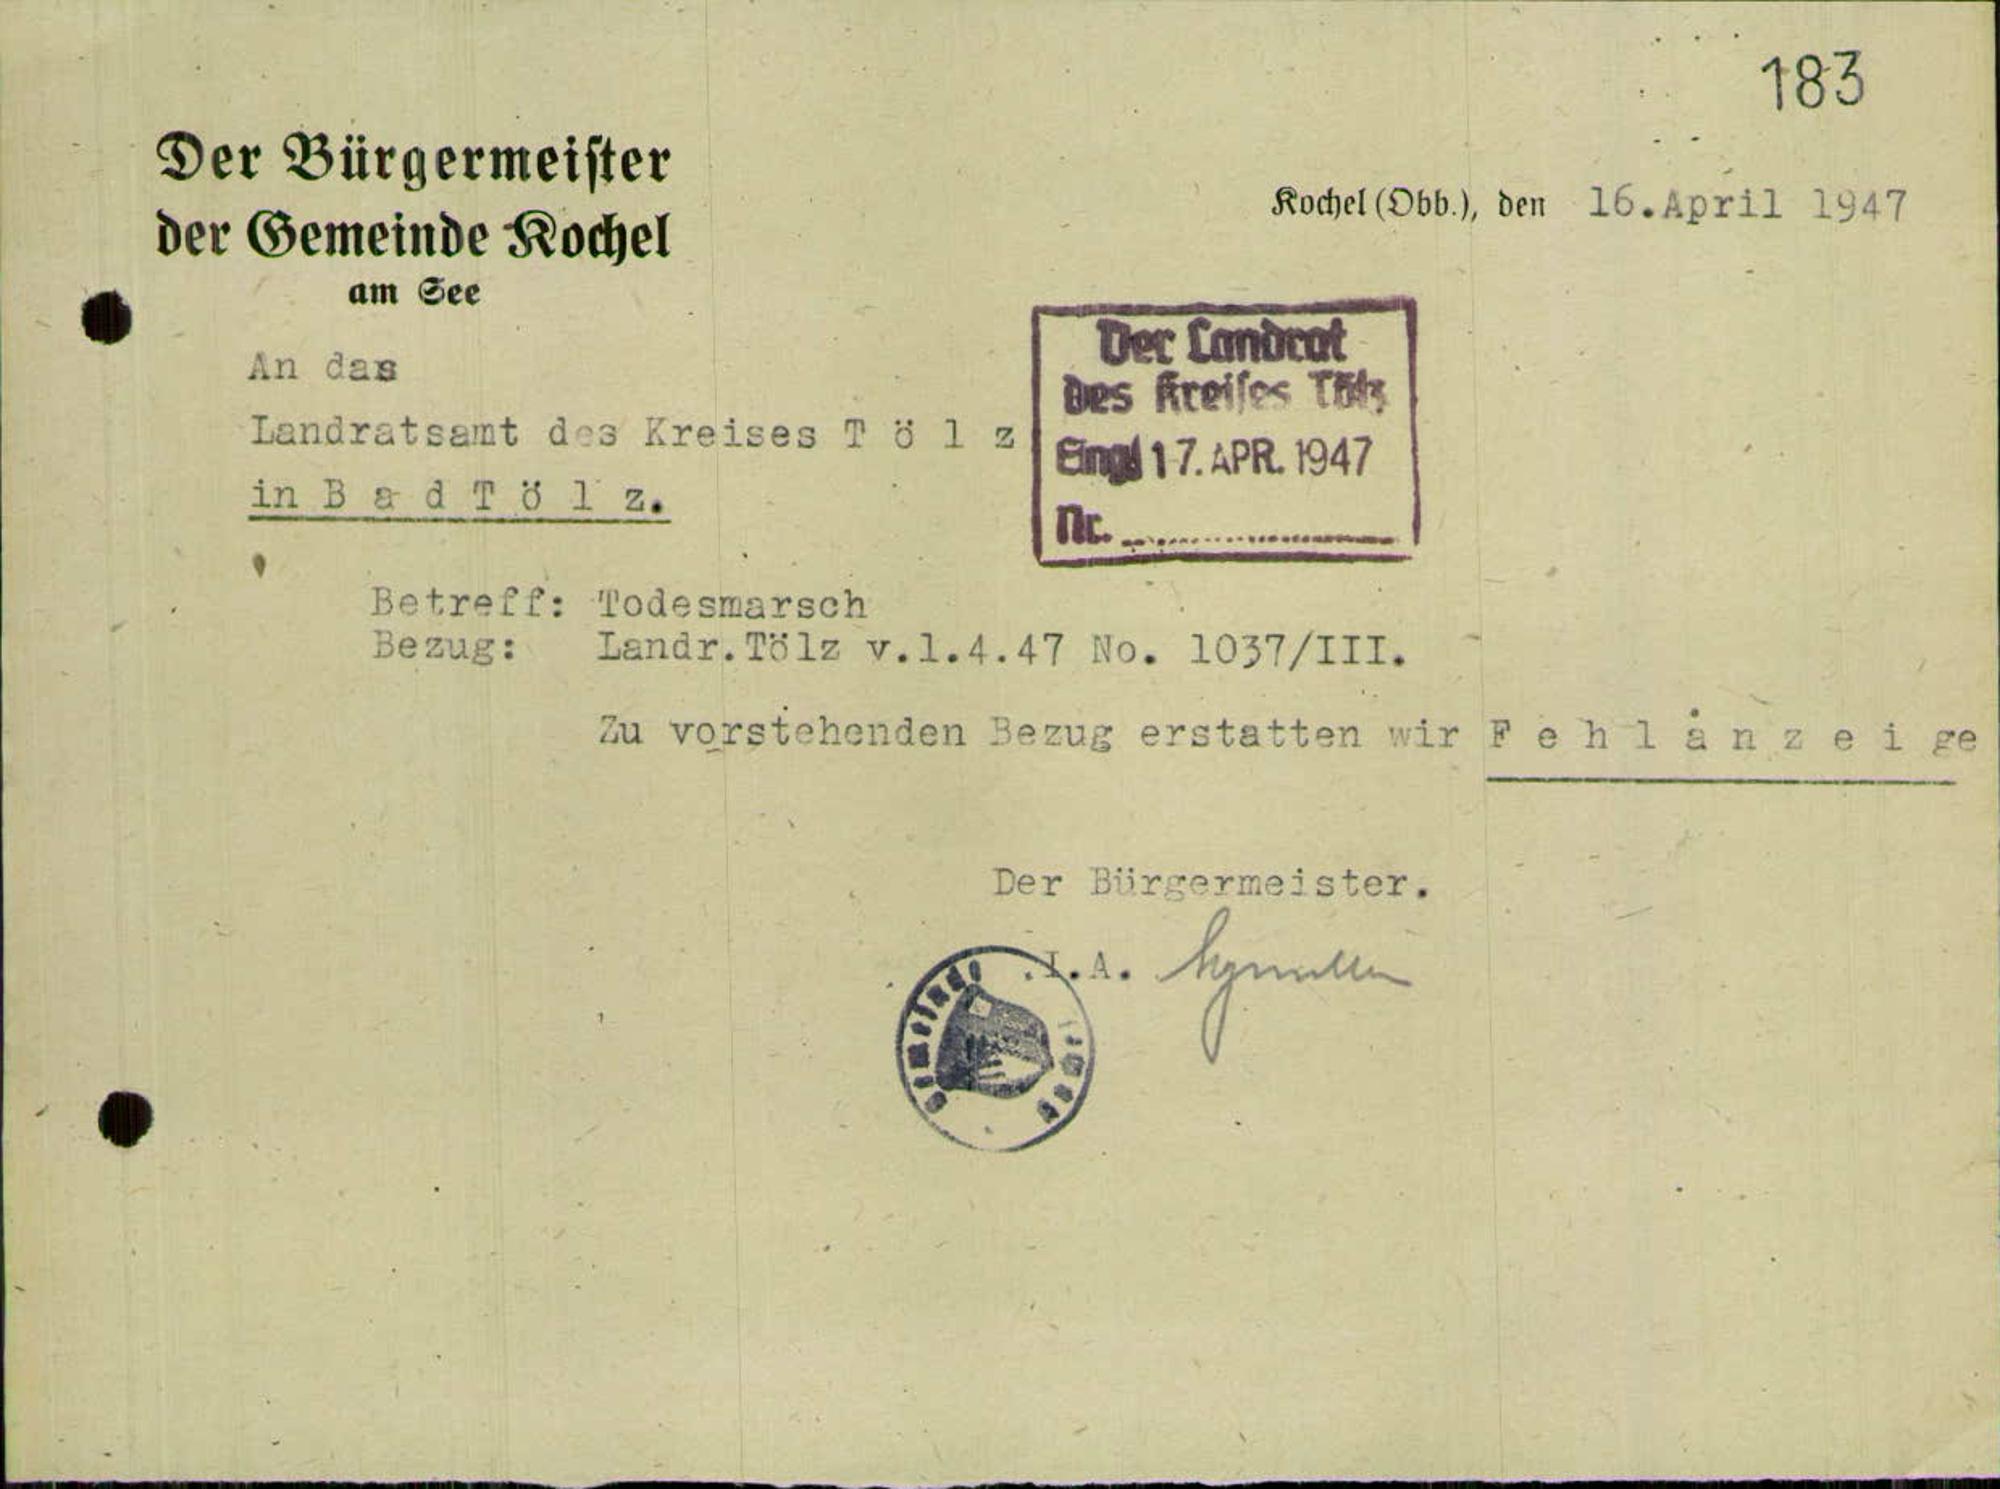 183
Der Bürgermeister
der Gemeinde Kochel
am See
Kochel (Obb.), den 16.April 1947
An das
Landratsamt des Kreises T ö l z
in B a d T ö l z.
Der Landrat
des Kreises Tölz
Eing. 17. APR. 1947
Nr.
Betreff: Todesmarsch
Bezug: Landr.Tölz v.1.4.47 No. 1037/III.
Zu vorstehenden Bezug erstatten wir F e h l a n z e i ge
Der Bürgermeister.
I.A.